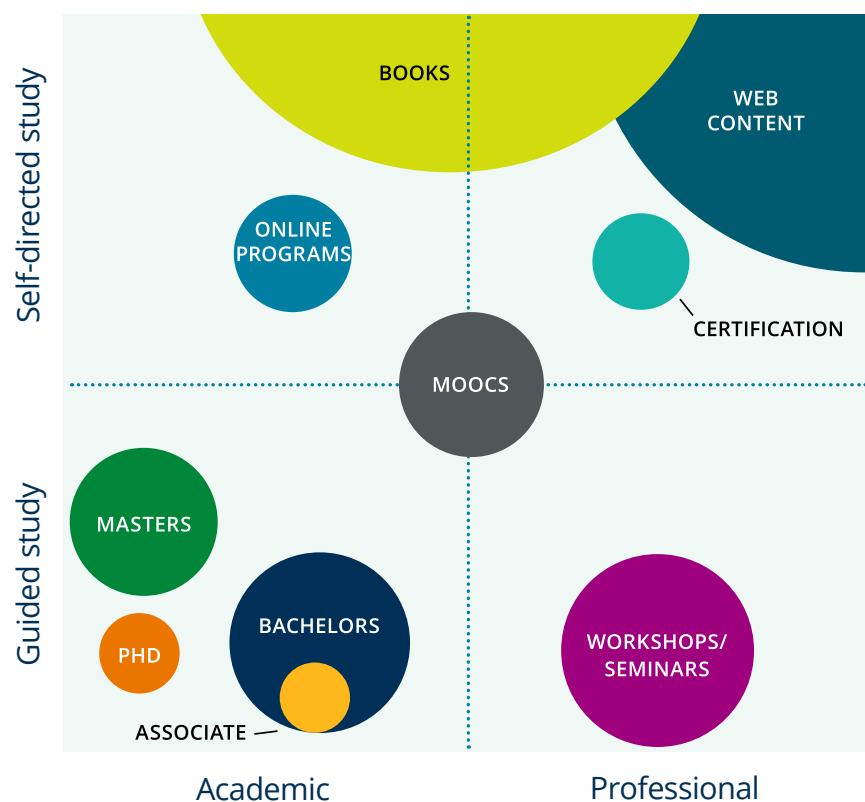 Self-directed study
BOOKS
WEB
CONTENT
ONLINE
PROGRAMS
CERTIFICATION
MOOCS
Guided study
MASTERS
BACHELORS
WORKSHOPS/
SEMINARS
PHD
ASSOCIATE
Academic
Professional